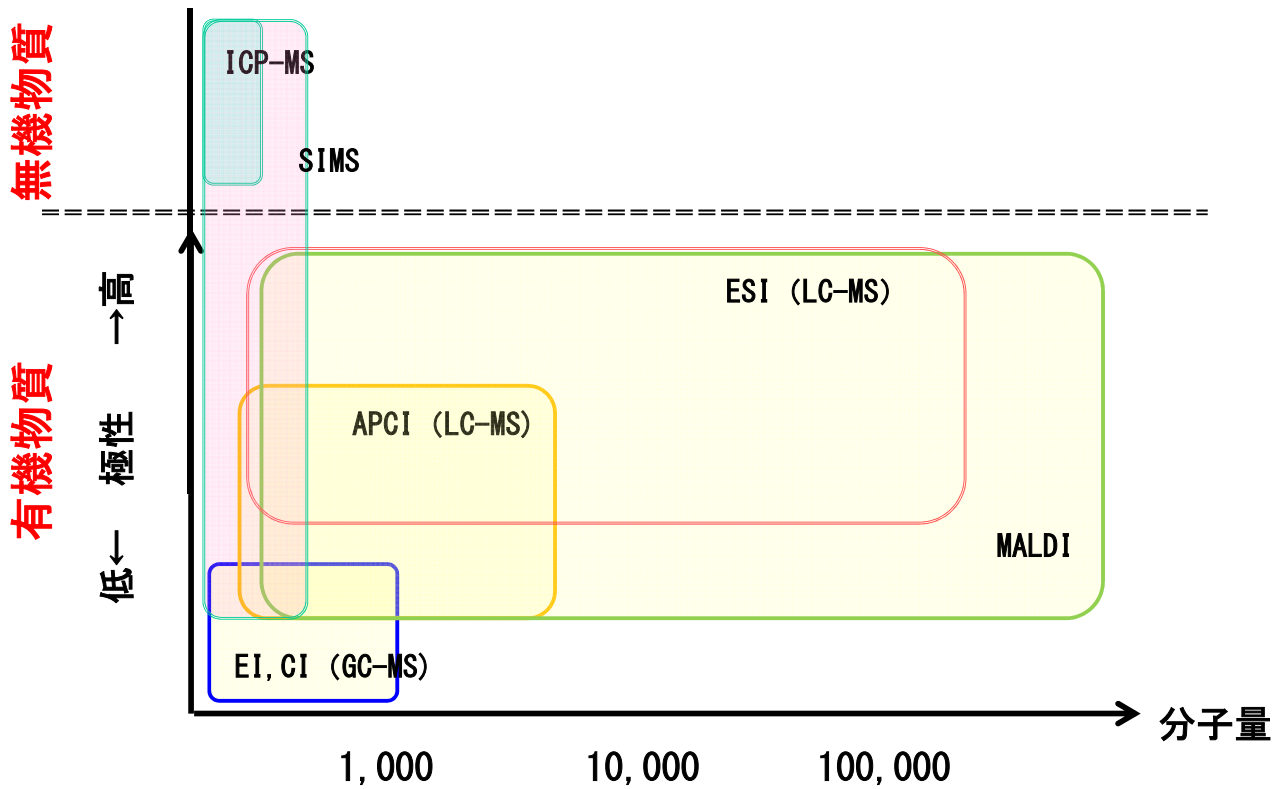 無機物質
ICP-MS
SIMS
有機物質
低← 極性 →高
ESI (LC-MS)
APCI (LC-MS)
MALDI
EI,CI (GC-MS)
分子量
1,000
10,000
100,000